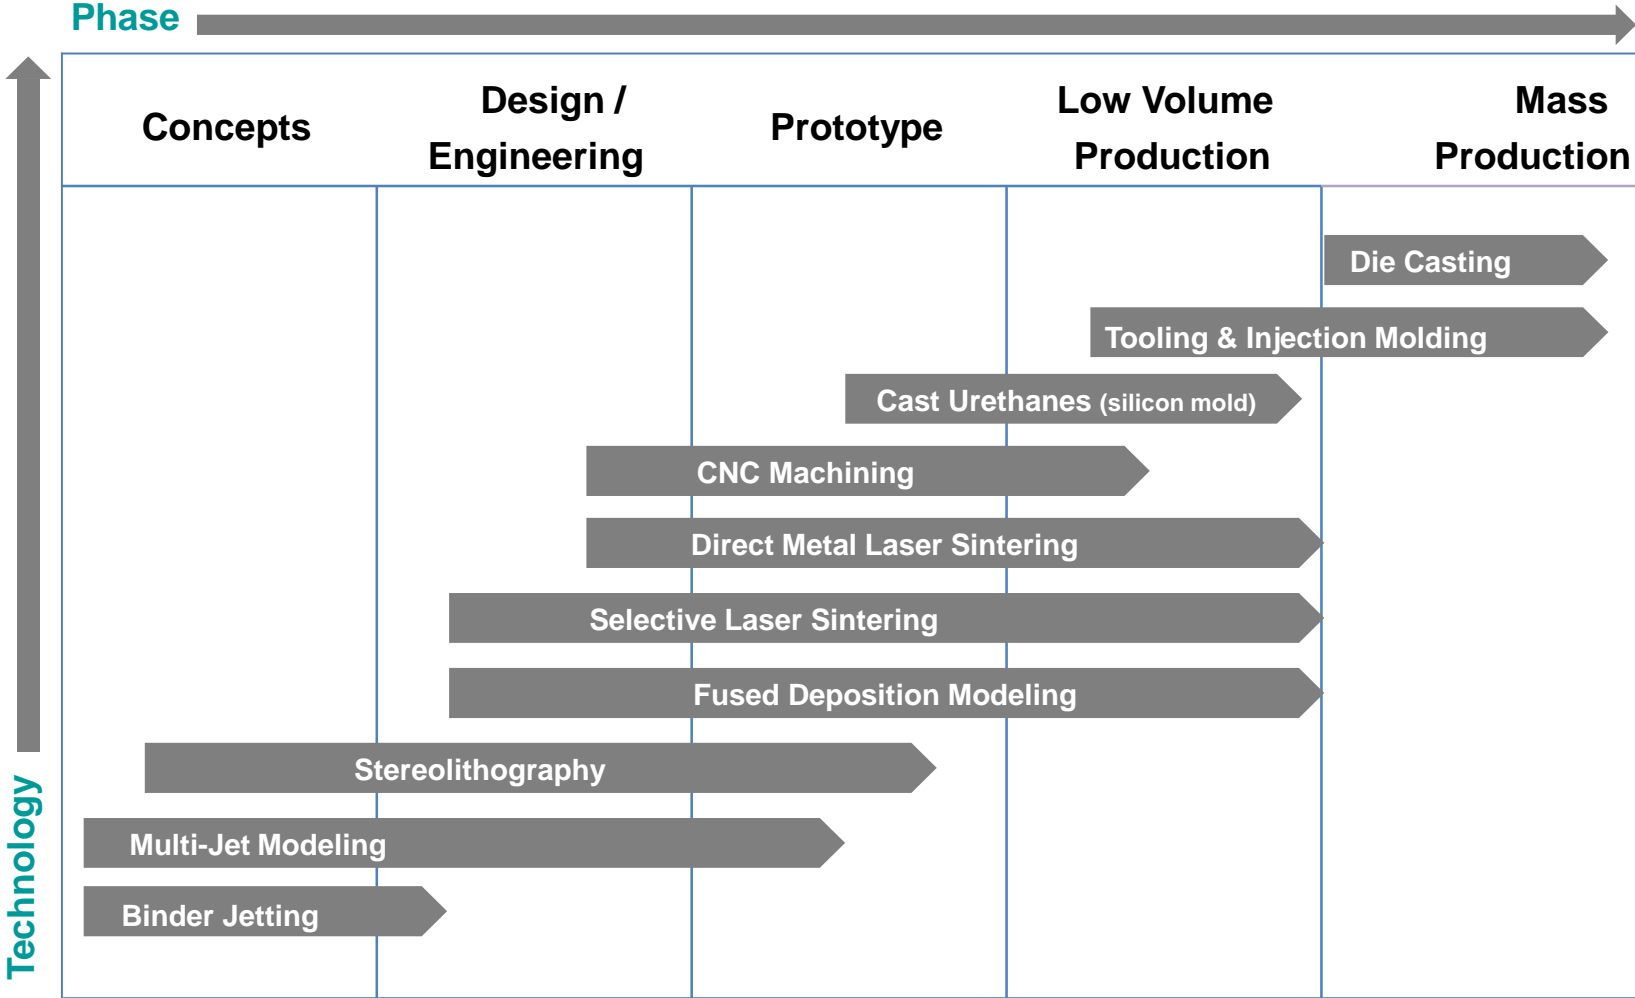 Phase
Concepts
Design /
Engineering
Prototype
Low Volume
Production
Mass
Production
Die Casting
Tooling & Injection Molding
Cast Urethanes (silicon mold)
CNC Machining
Direct Metal Laser Sintering
Selective Laser Sintering
Fused Deposition Modeling
Stereolithography
Multi-Jet Modeling
Binder Jetting
Technology